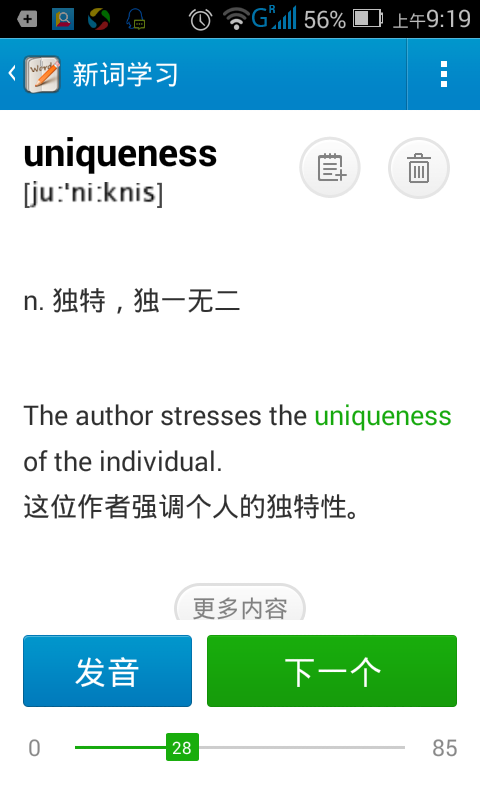 G R 56% 上午9:19
Words 新词学习
uniqueness
[ju:'ni:knis]
n. 独特，独一无二
The author stresses the uniqueness
of the individual.
这位作者强调个人的独特性。
更多内容
发音 下一个
0 28 85